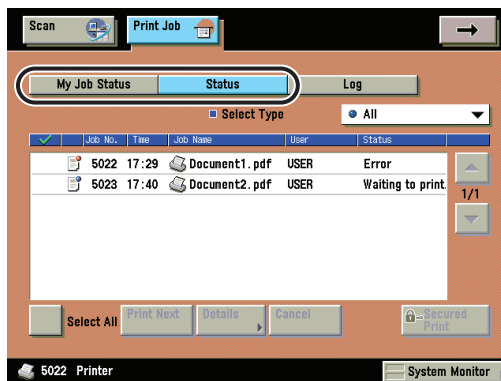 Scan Print Job
My Job Status Status Log
Select Type All
Job No. Time Job Name User Status
5022 17:29 Document1.pdf USER Error
5023 17:40 Document2.pdf USER Waiting to print.
1/1
Select All Print Next Details Cancel Secured Print
5022 Printer System Monitor